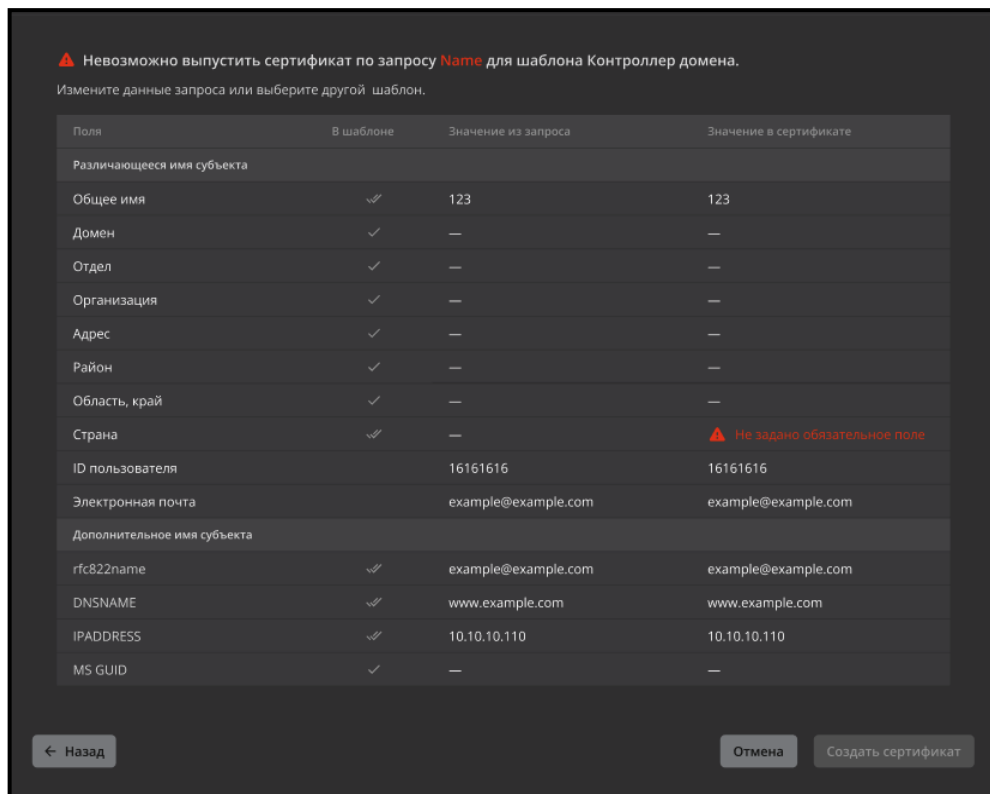 Невозможно выпустить сертификат по запросу Name для шаблона Контроллер домена.
Измените данные запроса или выберите другой шаблон.
Поля В шаблоне Значение из запроса Значение в сертификате
Различающееся имя субъекта
Общее имя 123 123
Домен — —
Отдел — —
Организация — —
Адрес — —
Район — —
Область, край — —
Страна — Не задано обязательное поле
ID пользователя 16161616 16161616
Электронная почта example@example.com example@example.com
Дополнительное имя субъекта
rfc822name example@example.com example@example.com
DNSNAME www.example.com www.example.com
IPADDRESS 10.10.10.110 10.10.10.110
MS GUID — —
Назад Отмена Создать сертификат